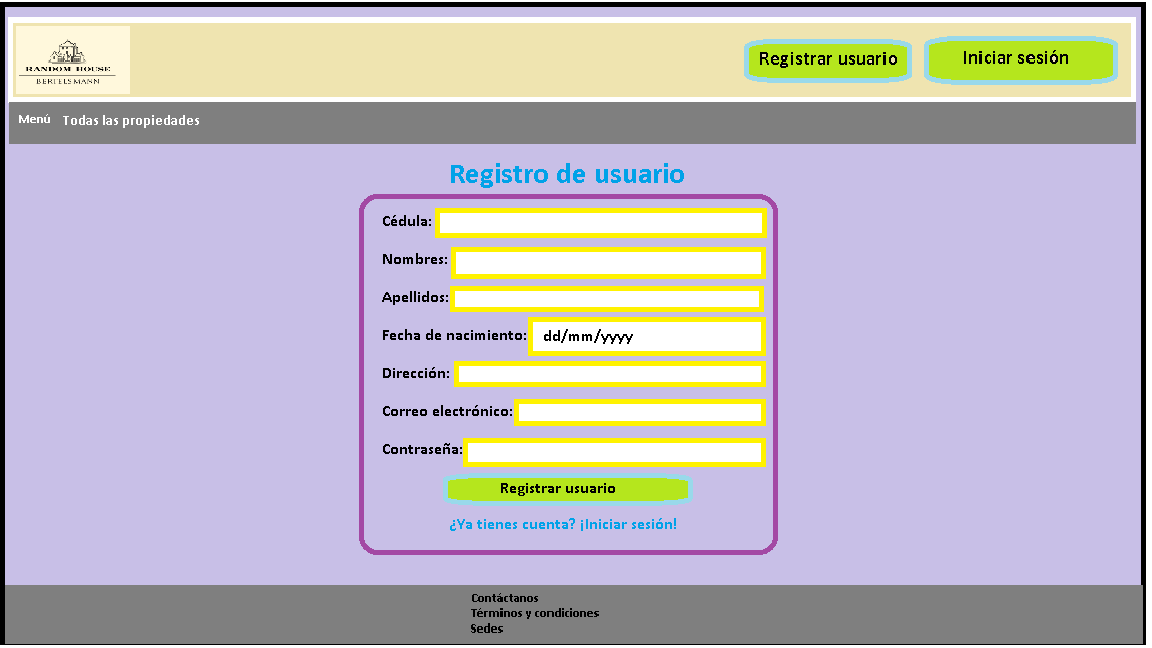 RANDOM HOUSE
BERTELSMANN
Registrar usuario
Iniciar sesión
Menú
Todas las propiedades
Registro de usuario
Cédula:
Nombres:
Apellidos:
Fecha de nacimiento: dd/mm/yyyy
Dirección:
Correo electrónico:
Contraseña:
Registrar usuario
¿Ya tienes cuenta? ¡Iniciar sesión!
Contáctanos
Términos y condiciones
Sedes